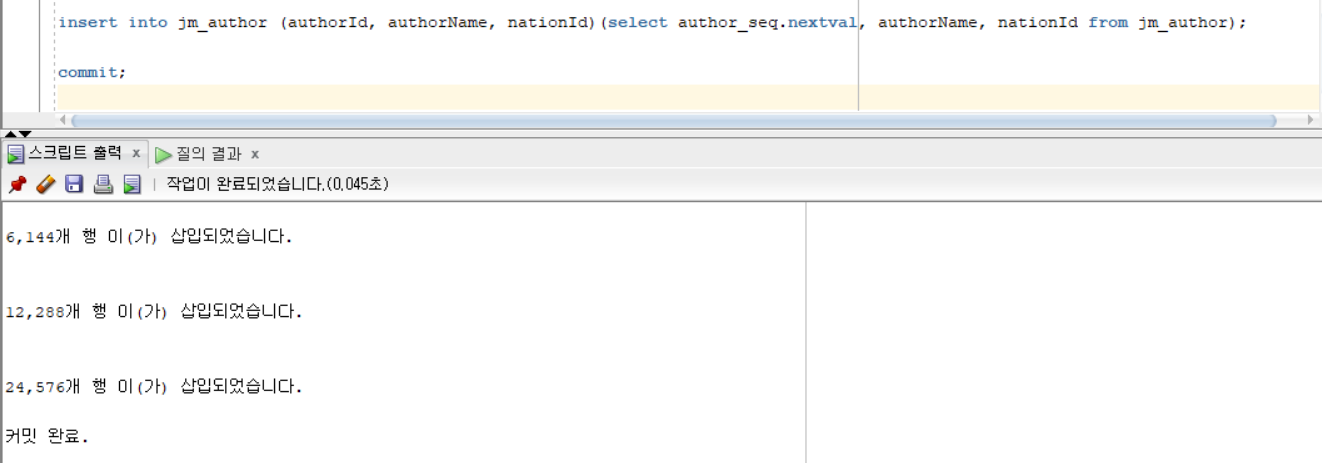 insert into jm_author (authorId, authorName, nationId)(select author_seq.nextval, authorName, nationId from jm_author);
commit;
스크립트 출력 x 질의 결과 x
작업이 완료되었습니다.(0.045초)
6,144개 행 이(가) 삽입되었습니다.
12,288개 행 이(가) 삽입되었습니다.
24,576개 행 이(가) 삽입되었습니다.
커밋 완료.